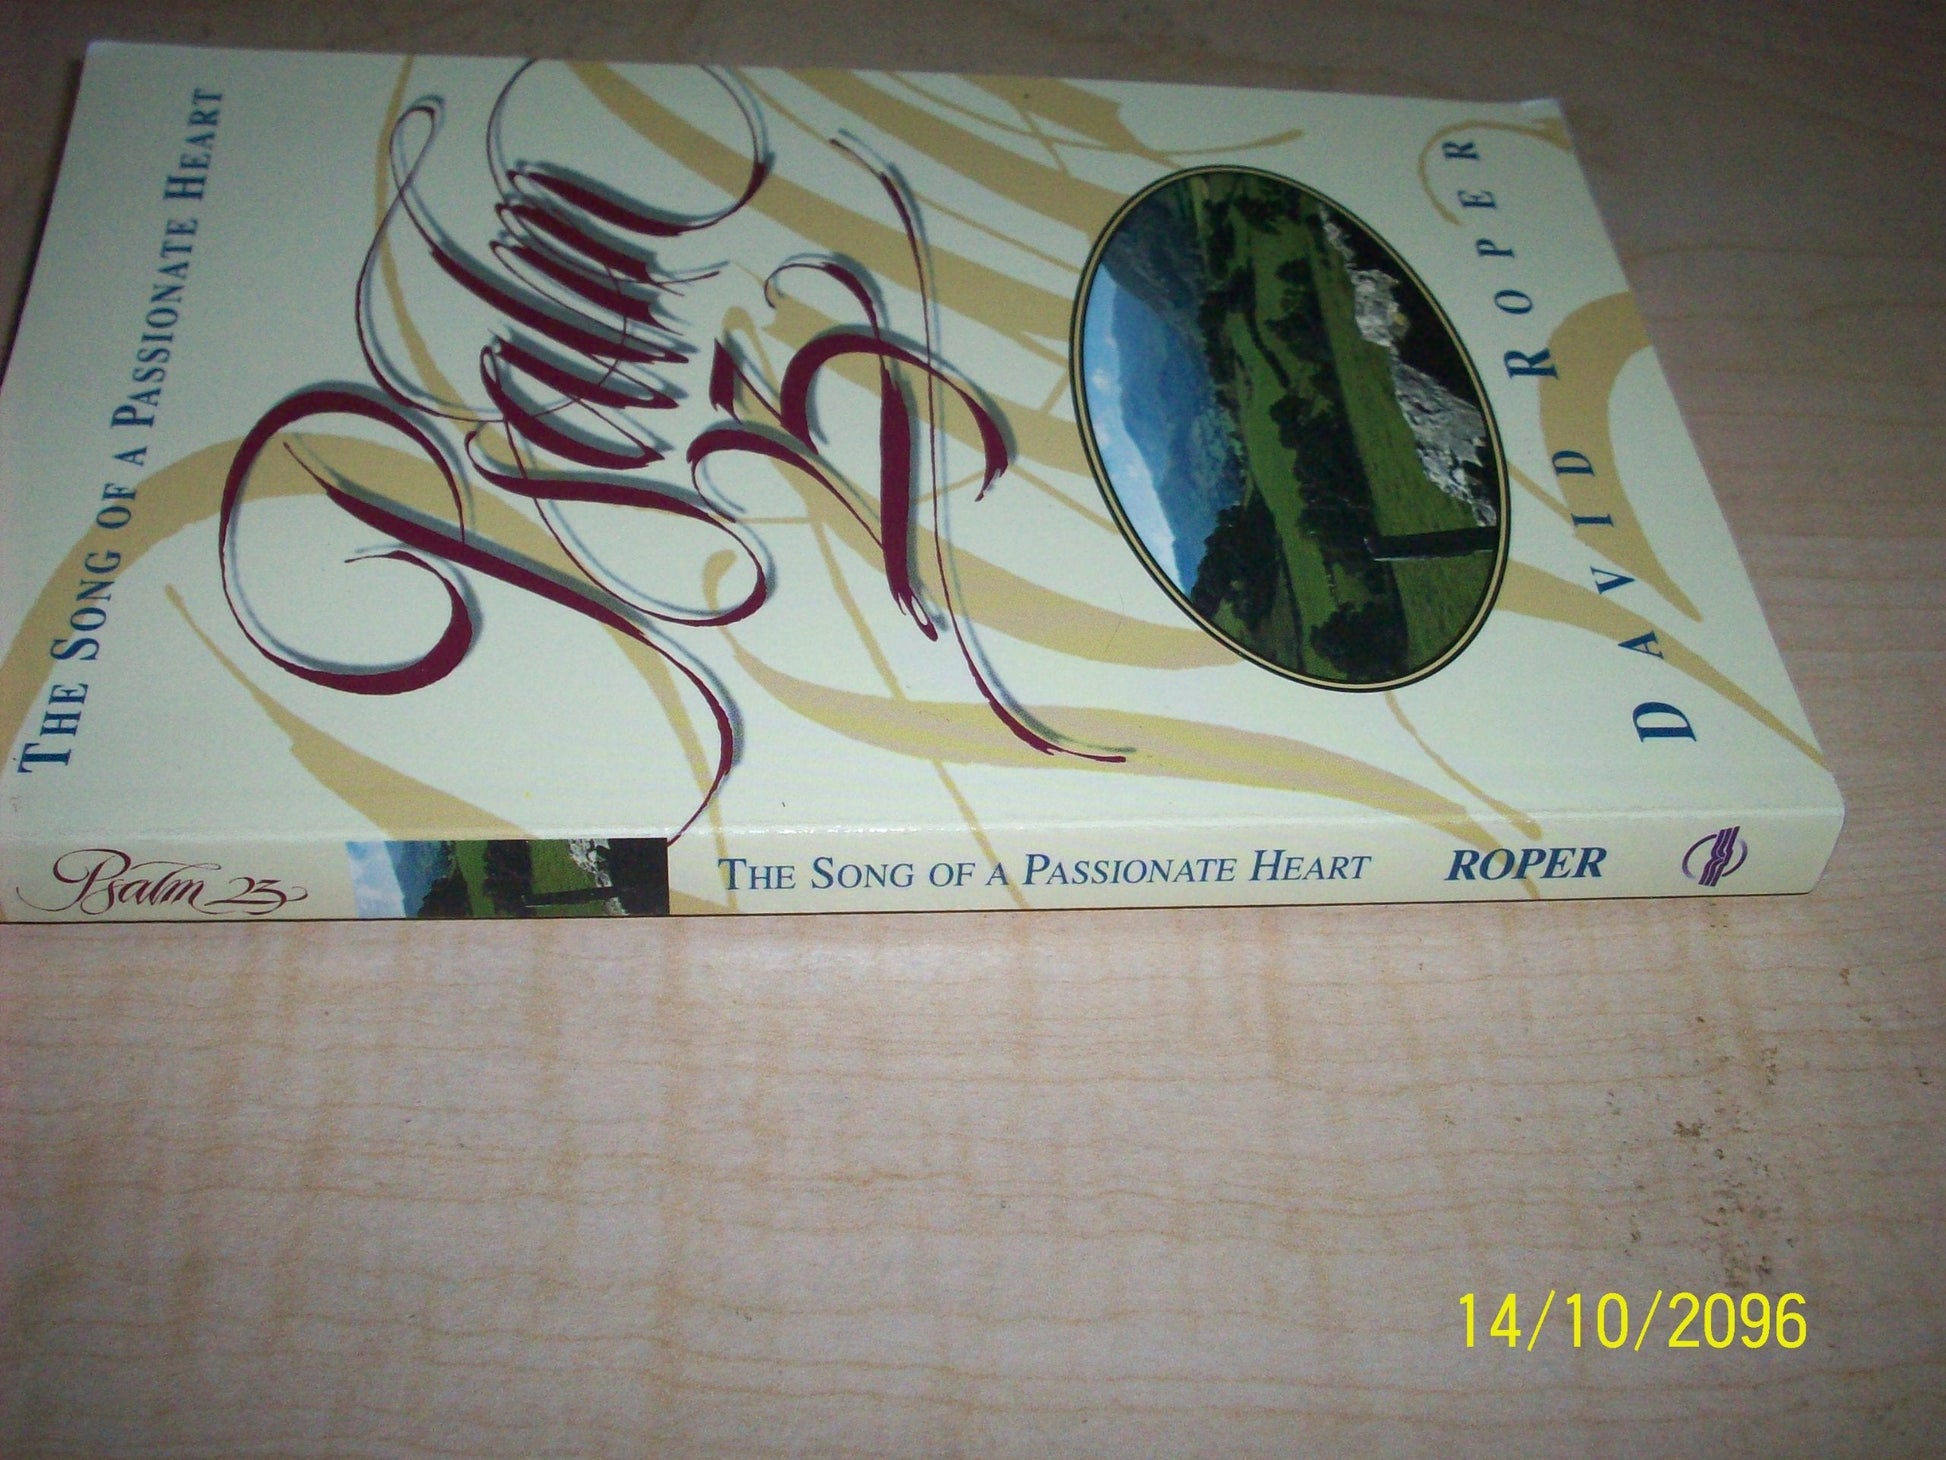 THE SONG OF A PASSIONATE HEART
Psalm
23
DAVID ROPER
Psalm 23
THE SONG OF A PASSIONATE HEART
ROPER
14/10/2096